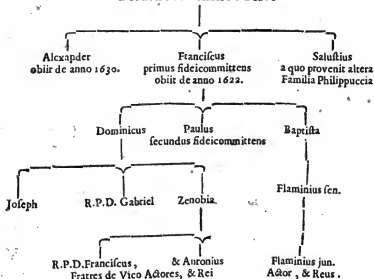 Alexander Franciſcus Saluſtius
obiir de anno 1630. primus fideicommittens a quo provenit altera
obiit de anno 1622. Familia Philippuccia
Dominicus Paulus Baptiſta
ſecundus fideicommittens
Joſeph R.P.D. Gabriel Zenobia. Flaminius ſen.
R.P.D. Franciſcus, & Antonius Flaminius jun.
Fratres de Vico Actores, & Rei Actor, & Reus.